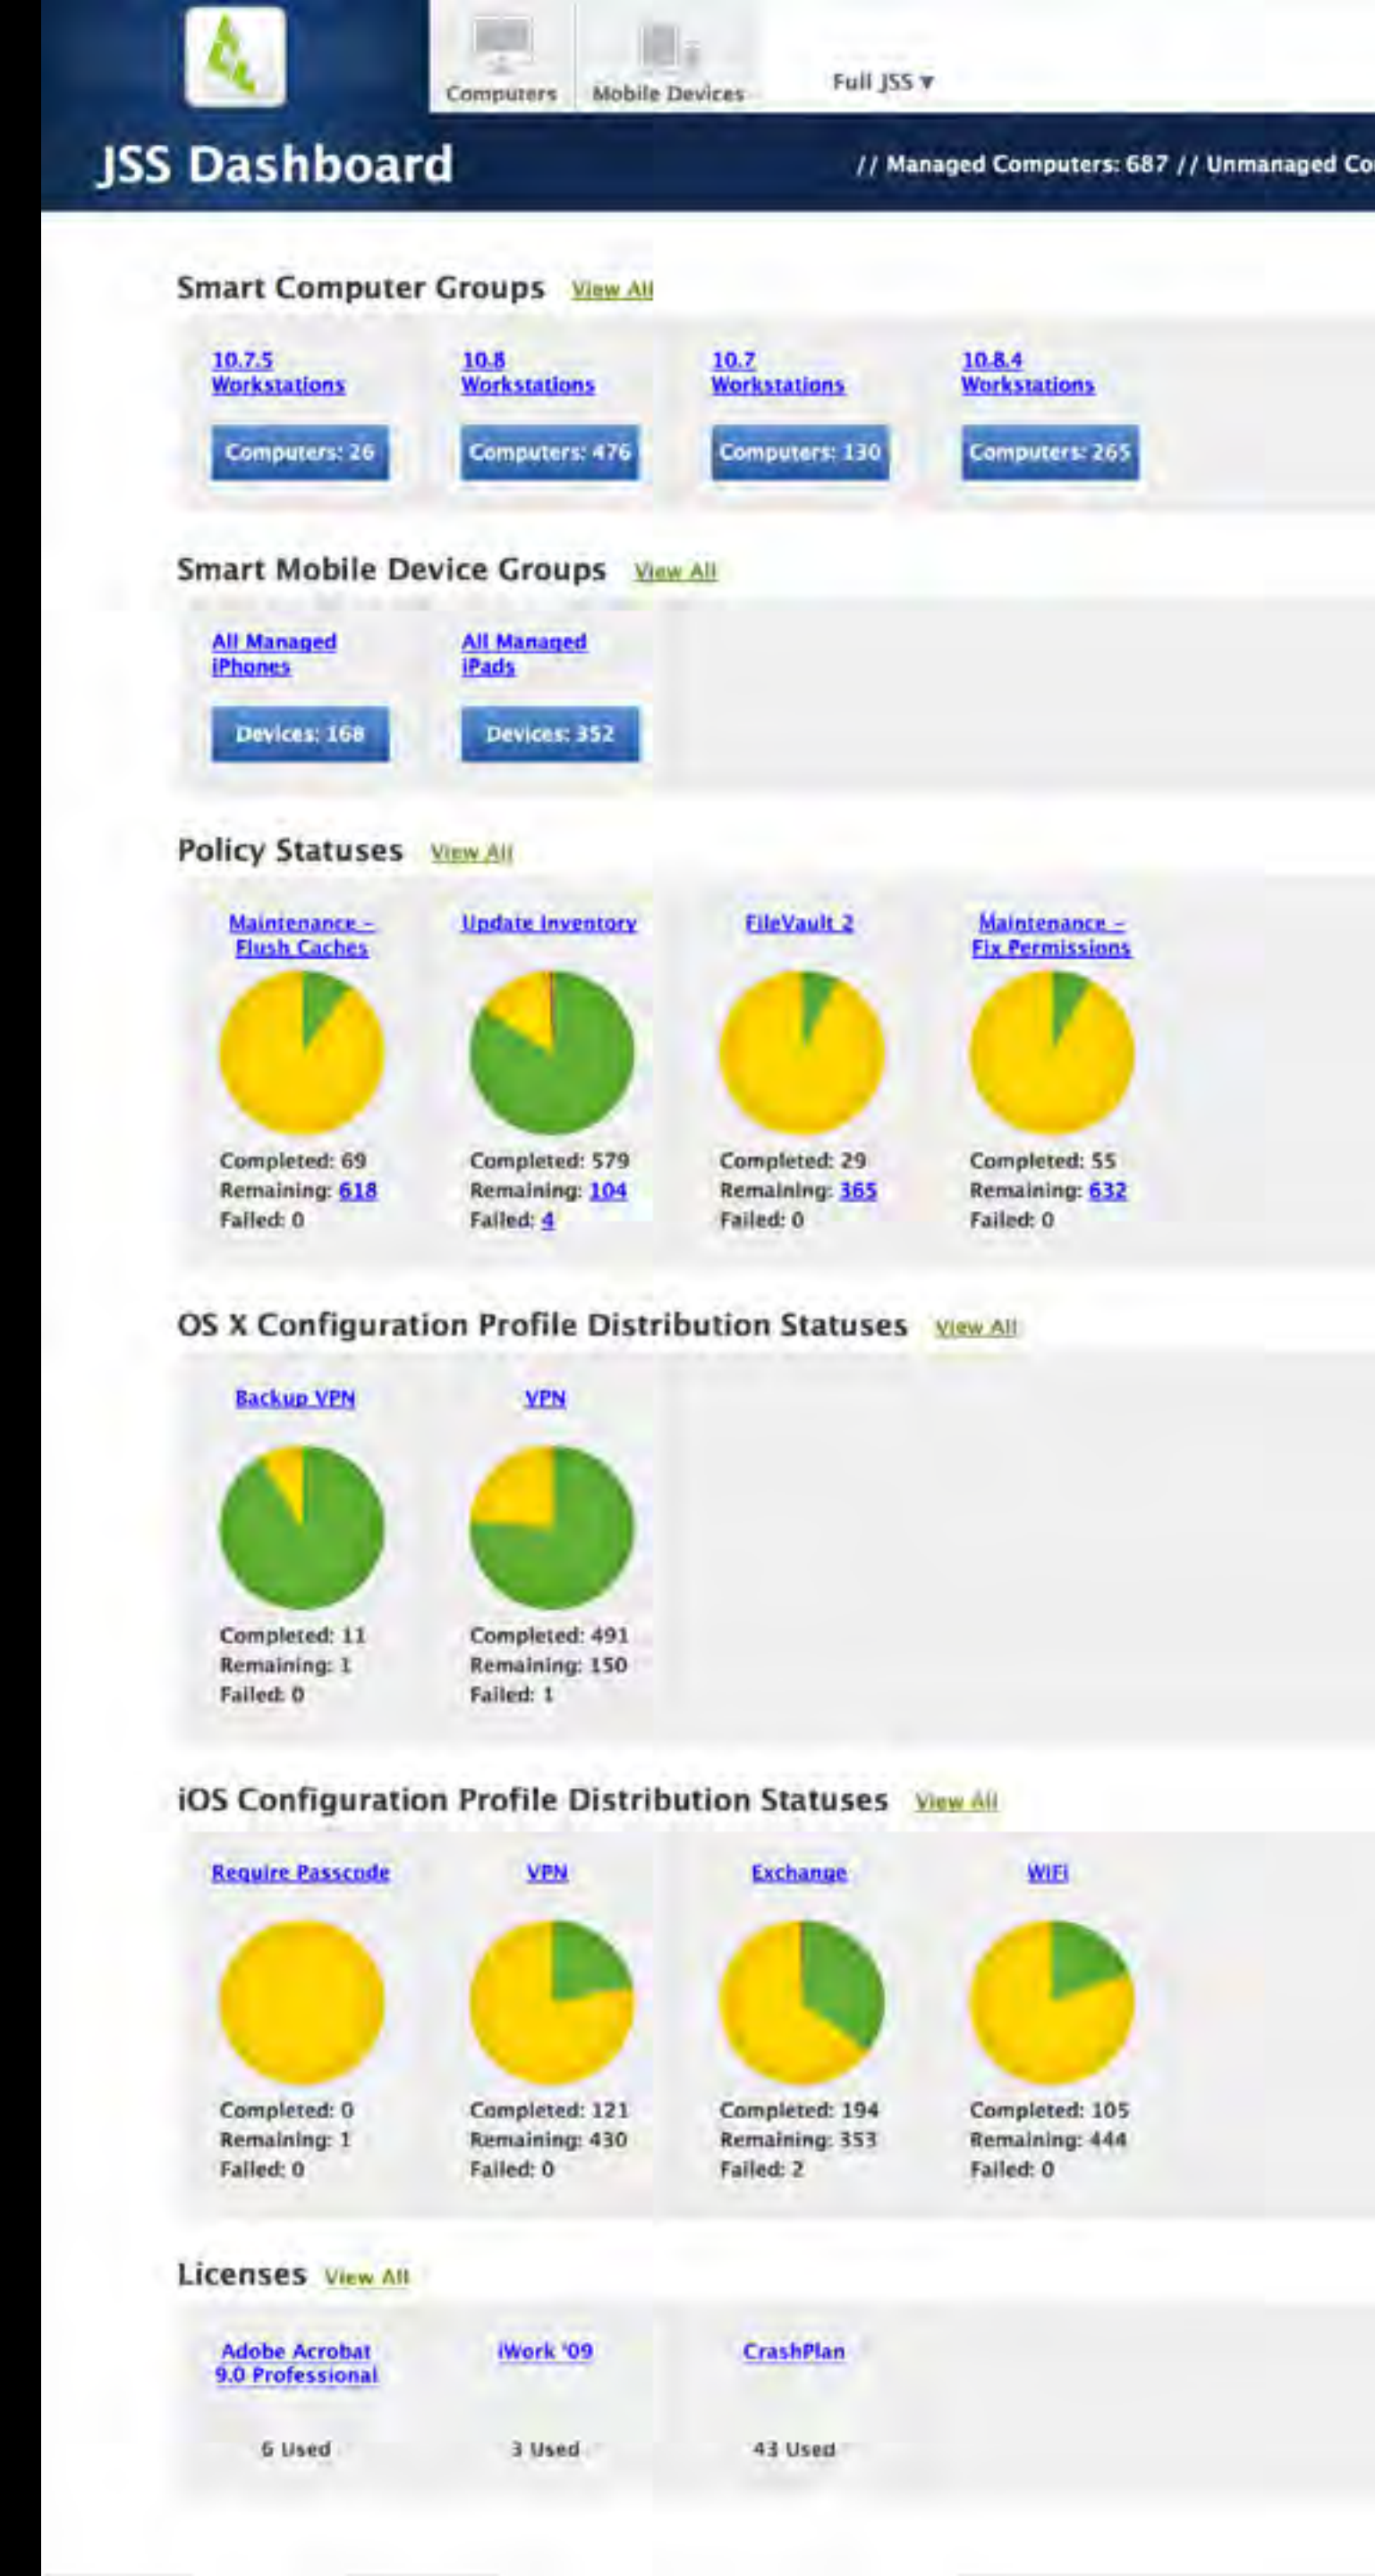 Computers Mobile Devices Full JSS ▼
JSS Dashboard // Managed Computers: 687 // Unmanaged Co
Smart Computer Groups View All
10.7.5 10.8 10.7 10.8.4
Workstations Workstations Workstations Workstations
Computers: 26 Computers: 476 Computers: 130 Computers: 265
Smart Mobile Device Groups View All
All Managed All Managed
iPhones iPads
Devices: 168 Devices: 352
Policy Statuses View All
Maintenance – Update Inventory FileVault 2 Maintenance –
Flush Caches Fix Permissions
Completed: 69 Completed: 579 Completed: 29 Completed: 55
Remaining: 618 Remaining: 104 Remaining: 365 Remaining: 632
Failed: 0 Failed: 4 Failed: 0 Failed: 0
OS X Configuration Profile Distribution Statuses View All
Backup VPN VPN
Completed: 11 Completed: 491
Remaining: 1 Remaining: 150
Failed: 0 Failed: 1
iOS Configuration Profile Distribution Statuses View All
Require Passcode VPN Exchange WiFi
Completed: 0 Completed: 121 Completed: 194 Completed: 105
Remaining: 1 Remaining: 430 Remaining: 353 Remaining: 444
Failed: 0 Failed: 0 Failed: 2 Failed: 0
Licenses View All
Adobe Acrobat iWork '09 CrashPlan
9.0 Professional
6 Used 3 Used 43 Used